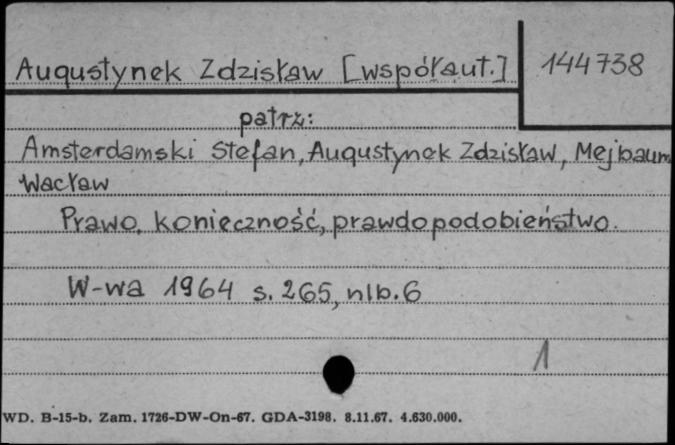 Augustynek Zdzisław [współaut.] 144738
patrz:
Amsterdamski Stefan, Augustynek Zdzisław, Mejbaum
Wacław
Prawo, konieczność, prawdopodobieństwo.
W-wa 1964 s. 265, nlb. 6
1
WD. B-15-b. Zam. 1726-DW-On-67. GDA-3198. 8.11.67. 4.630.000.